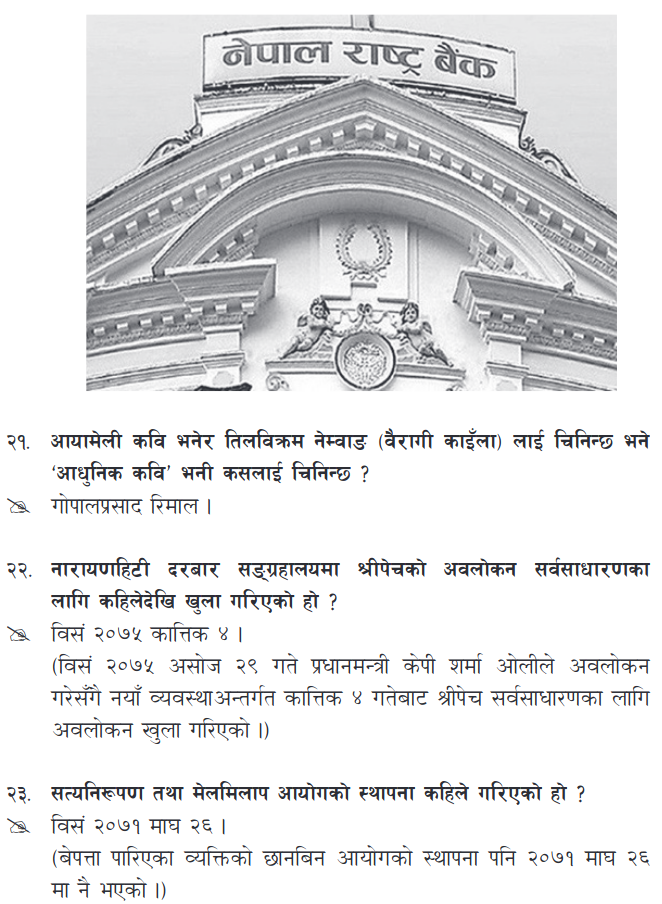 नेपाल राष्ट्र बैंक
२१. आयामेली कवि भनेर तिलविक्रम नेम्वाङ (वैरागी काइँला) लाई चिनिन्छ भने
‘आधुनिक कवि’ भनी कसलाई चिनिन्छ ?
गोपालप्रसाद रिमाल ।
२२. नारायणहिटी दरबार सङ्ग्रहालयमा श्रीपेचको अवलोकन सर्वसाधारणका
लागि कहिलेदेखि खुला गरिएको हो ?
विसं २०७५ कात्तिक ४ ।
(विसं २०७५ असोज २९ गते प्रधानमन्त्री केपी शर्मा ओलीले अवलोकन
गरेसँगै नयाँ व्यवस्थाअन्तर्गत कात्तिक ४ गतेबाट श्रीपेच सर्वसाधारणका लागि
अवलोकन खुला गरिएको ।)
२३. सत्यनिरूपण तथा मेलमिलाप आयोगको स्थापना कहिले गरिएको हो ?
विसं २०७१ माघ २६ ।
(बेपत्ता पारिएका व्यक्तिको छानबिन आयोगको स्थापना पनि २०७१ माघ २६
मा नै भएको ।)